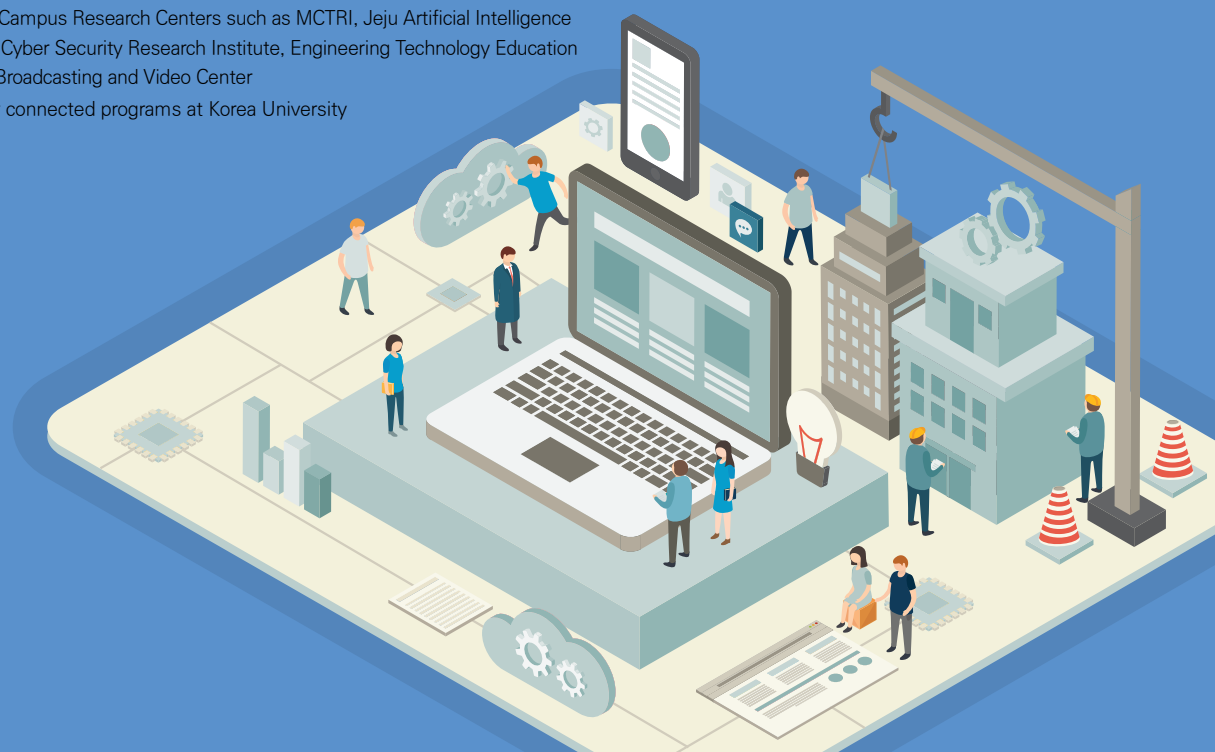 Campus Research Centers such as MCTRI, Jeju Artificial Intelligence
Cyber Security Research Institute, Engineering Technology Education
Broadcasting and Video Center
connected programs at Korea University